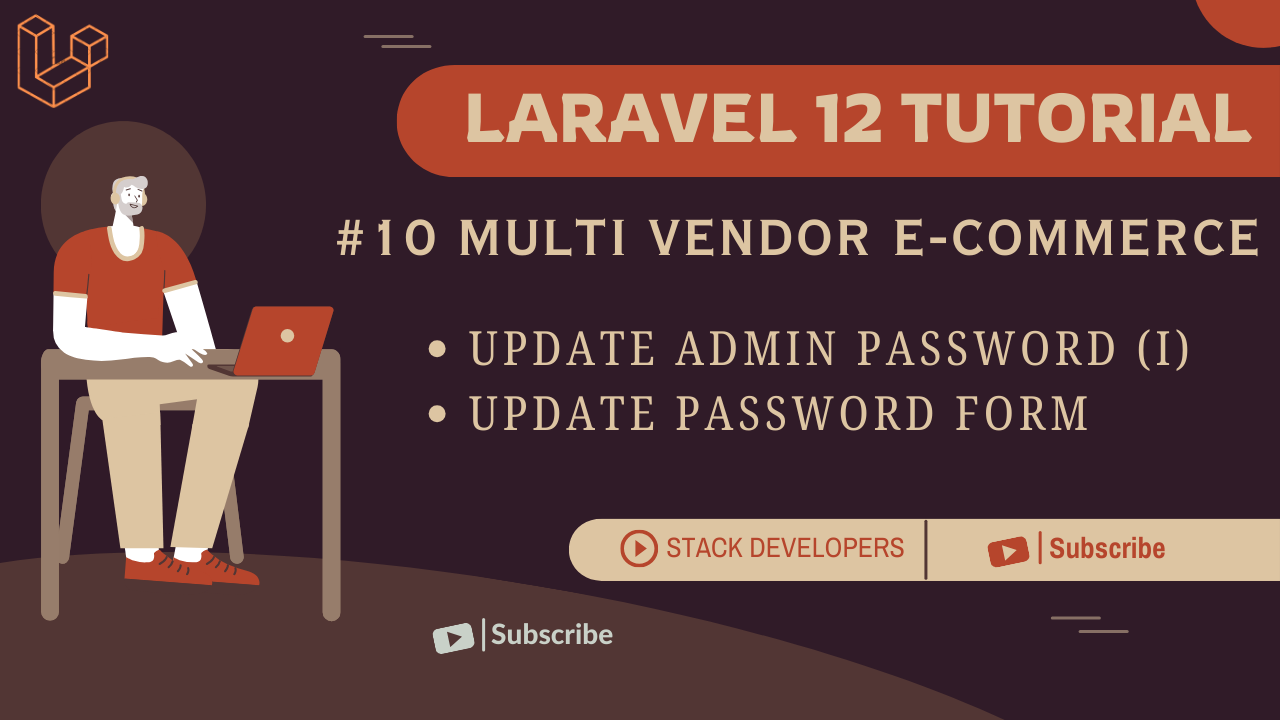 LARAVEL 12 TUTORIAL
#10 MULTI VENDOR E-COMMERCE
• UPDATE ADMIN PASSWORD (I)
• UPDATE PASSWORD FORM
STACK DEVELOPERS
Subscribe
Subscribe